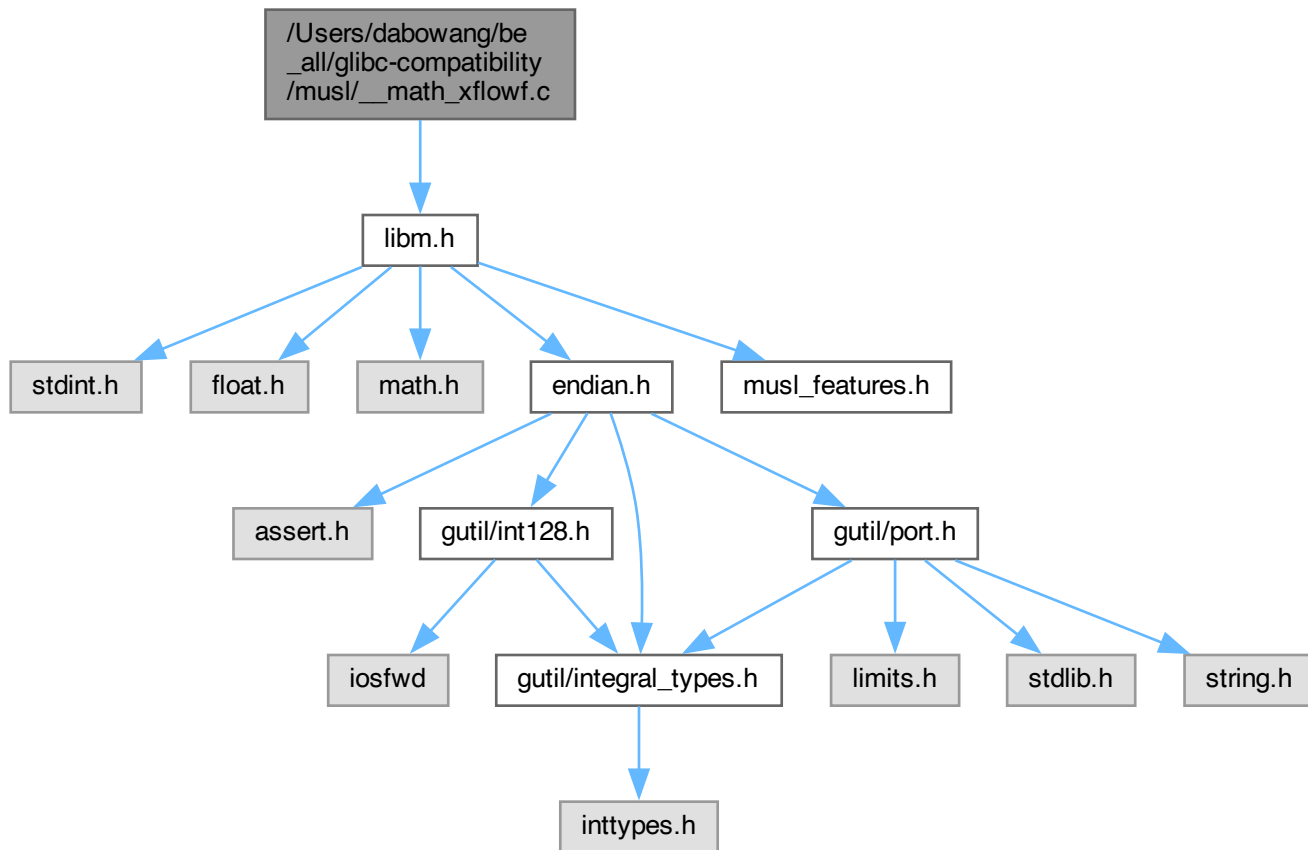 /Users/dabowang/be
_all/glibc-compatibility
/musl/__math_xflowf.c
libm.h
stdint.h
float.h
math.h
endian.h
musl_features.h
assert.h
gutil/int128.h
gutil/port.h
iosfwd
gutil/integral_types.h
limits.h
stdlib.h
string.h
inttypes.h